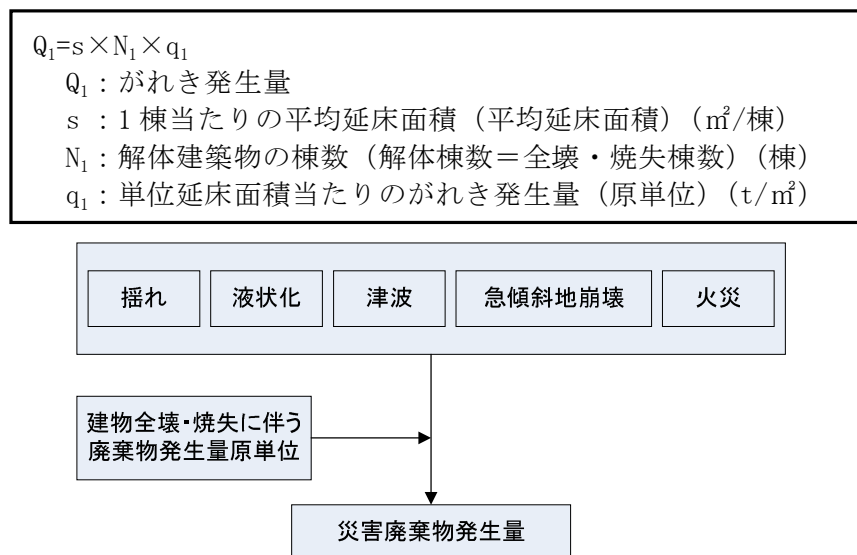 Q₁=s×N₁×q₁
Q₁：がれき発生量
s ：1棟当たりの平均延床面積（平均延床面積）(㎡/棟)
N₁：解体建築物の棟数（解体棟数＝全壊・焼失棟数）(棟)
q₁：単位延床面積当たりのがれき発生量（原単位）(t/㎡)
揺れ
液状化
津波
急傾斜地崩壊
火災
建物全壊・焼失に伴う
廃棄物発生量原単位
災害廃棄物発生量